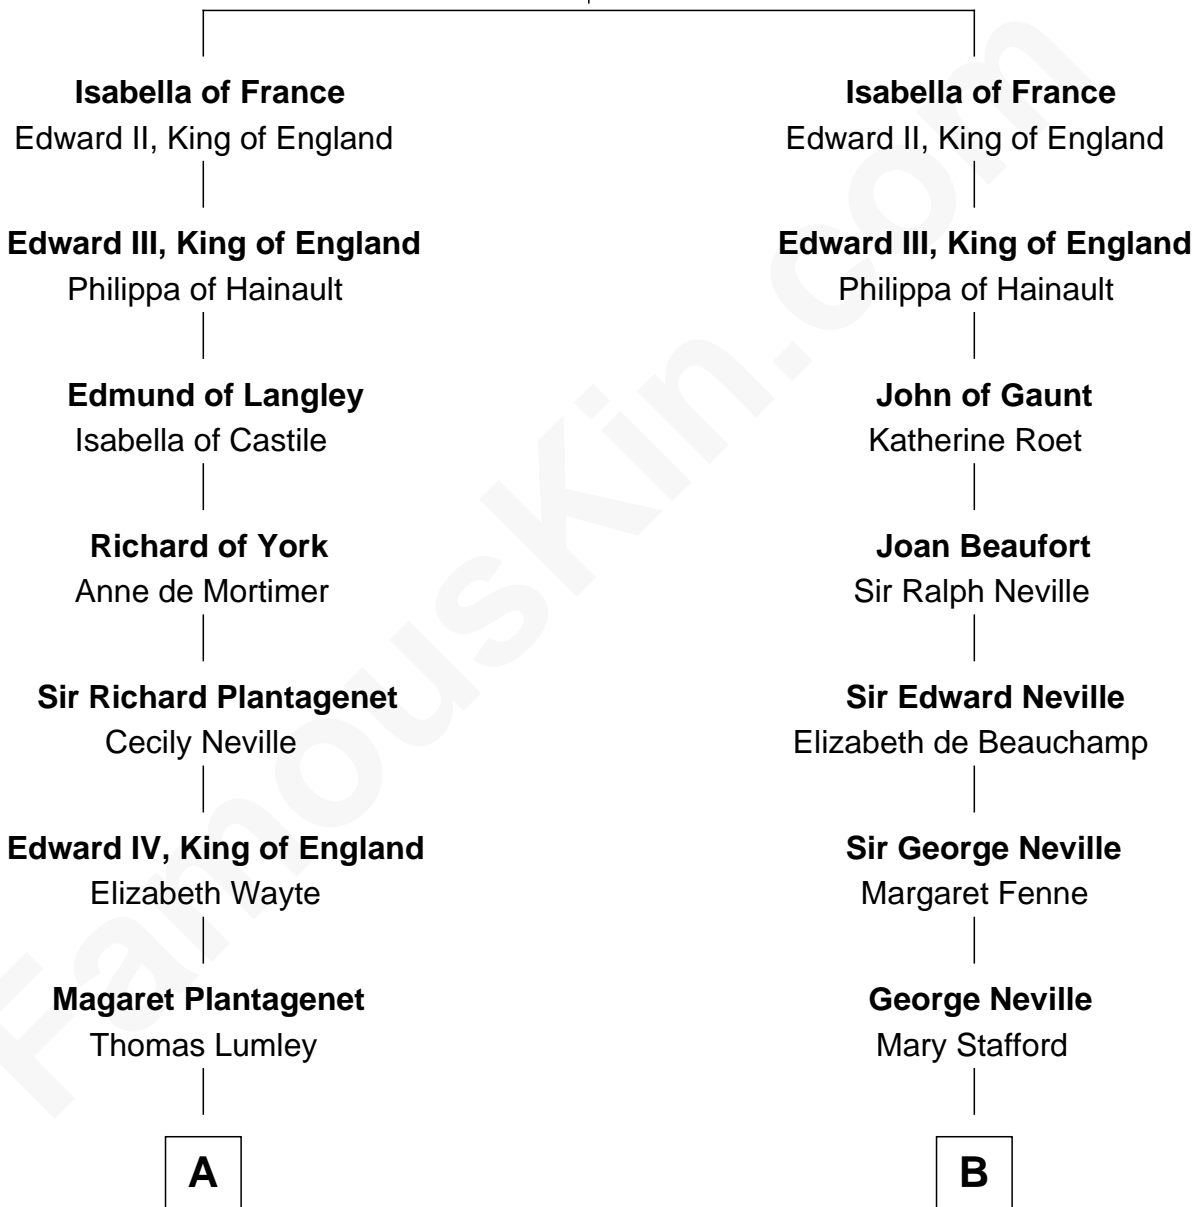 Isabella of France
Edward II, King of England
Edward III, King of England
Philippa of Hainault
Edmund of Langley
Isabella of Castile
Richard of York
Anne de Mortimer
Sir Richard Plantagenet
Cecily Neville
Edward IV, King of England
Elizabeth Wayte
Magaret Plantagenet
Thomas Lumley
A
Isabella of France
Edward II, King of England
Edward III, King of England
Philippa of Hainault
John of Gaunt
Katherine Roet
Joan Beaufort
Sir Ralph Neville
Sir Edward Neville
Elizabeth de Beauchamp
Sir George Neville
Margaret Fenne
George Neville
Mary Stafford
B
FamousKin.com